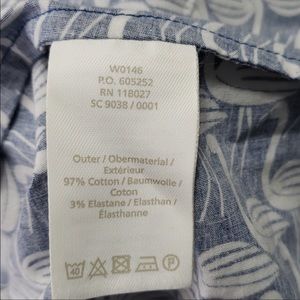 W0146
P.O. 605252
RN 118027
SC 9038 / 0001
Outer / Obermaterial /
Extérieur
97% Cotton / Baumwolle /
Coton
3% Elastane / Elasthan /
Élasthanne
40 P